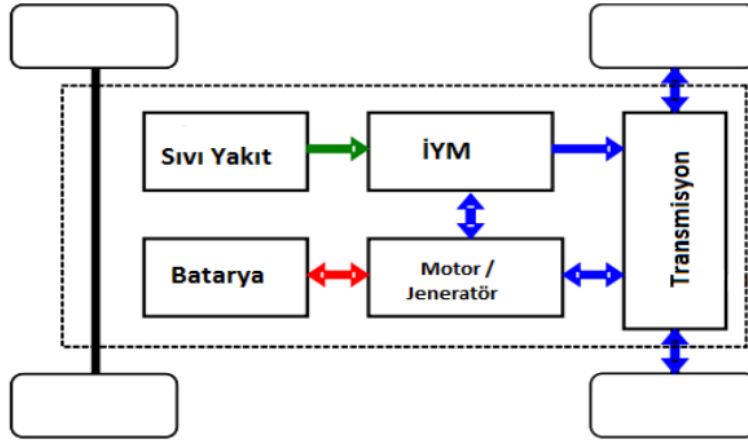 Sıvı Yakıt
İYM
Batarya
Motor /
Jeneratör
Transmisyon